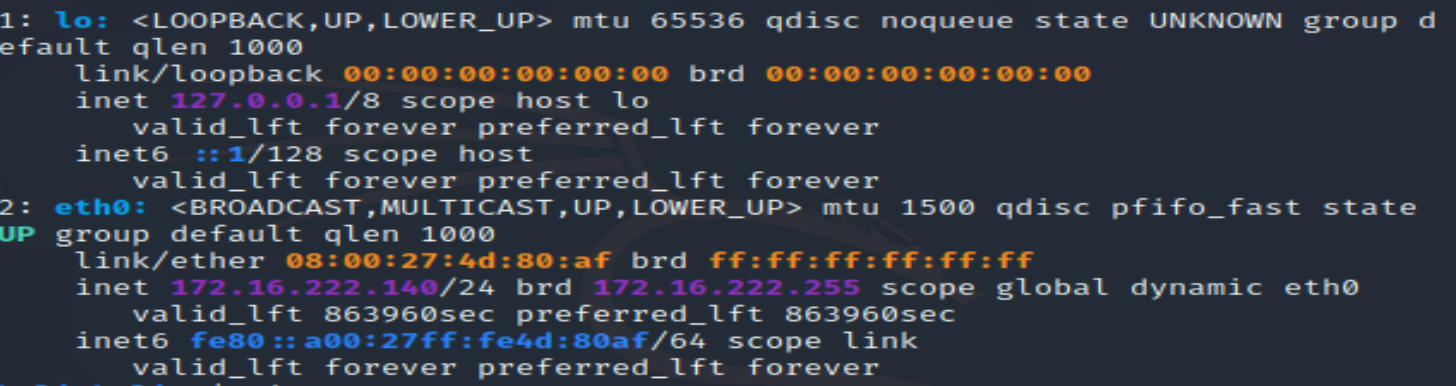 1: lo: <LOOPBACK,UP,LOWER_UP> mtu 65536 qdisc noqueue state UNKNOWN group d
efault qlen 1000
link/loopback 00:00:00:00:00:00 brd 00:00:00:00:00:00
inet 127.0.0.1/8 scope host lo
valid_lft forever preferred_lft forever
inet6 ::1/128 scope host
valid_lft forever preferred_lft forever
2: eth0: <BROADCAST,MULTICAST,UP,LOWER_UP> mtu 1500 qdisc pfifo_fast state
UP group default qlen 1000
link/ether 08:00:27:4d:80:af brd ff:ff:ff:ff:ff:ff
inet 172.16.222.140/24 brd 172.16.222.255 scope global dynamic eth0
valid_lft 863960sec preferred_lft 863960sec
inet6 fe80::a00:27ff:fe4d:80af/64 scope link
valid_lft forever preferred_lft forever